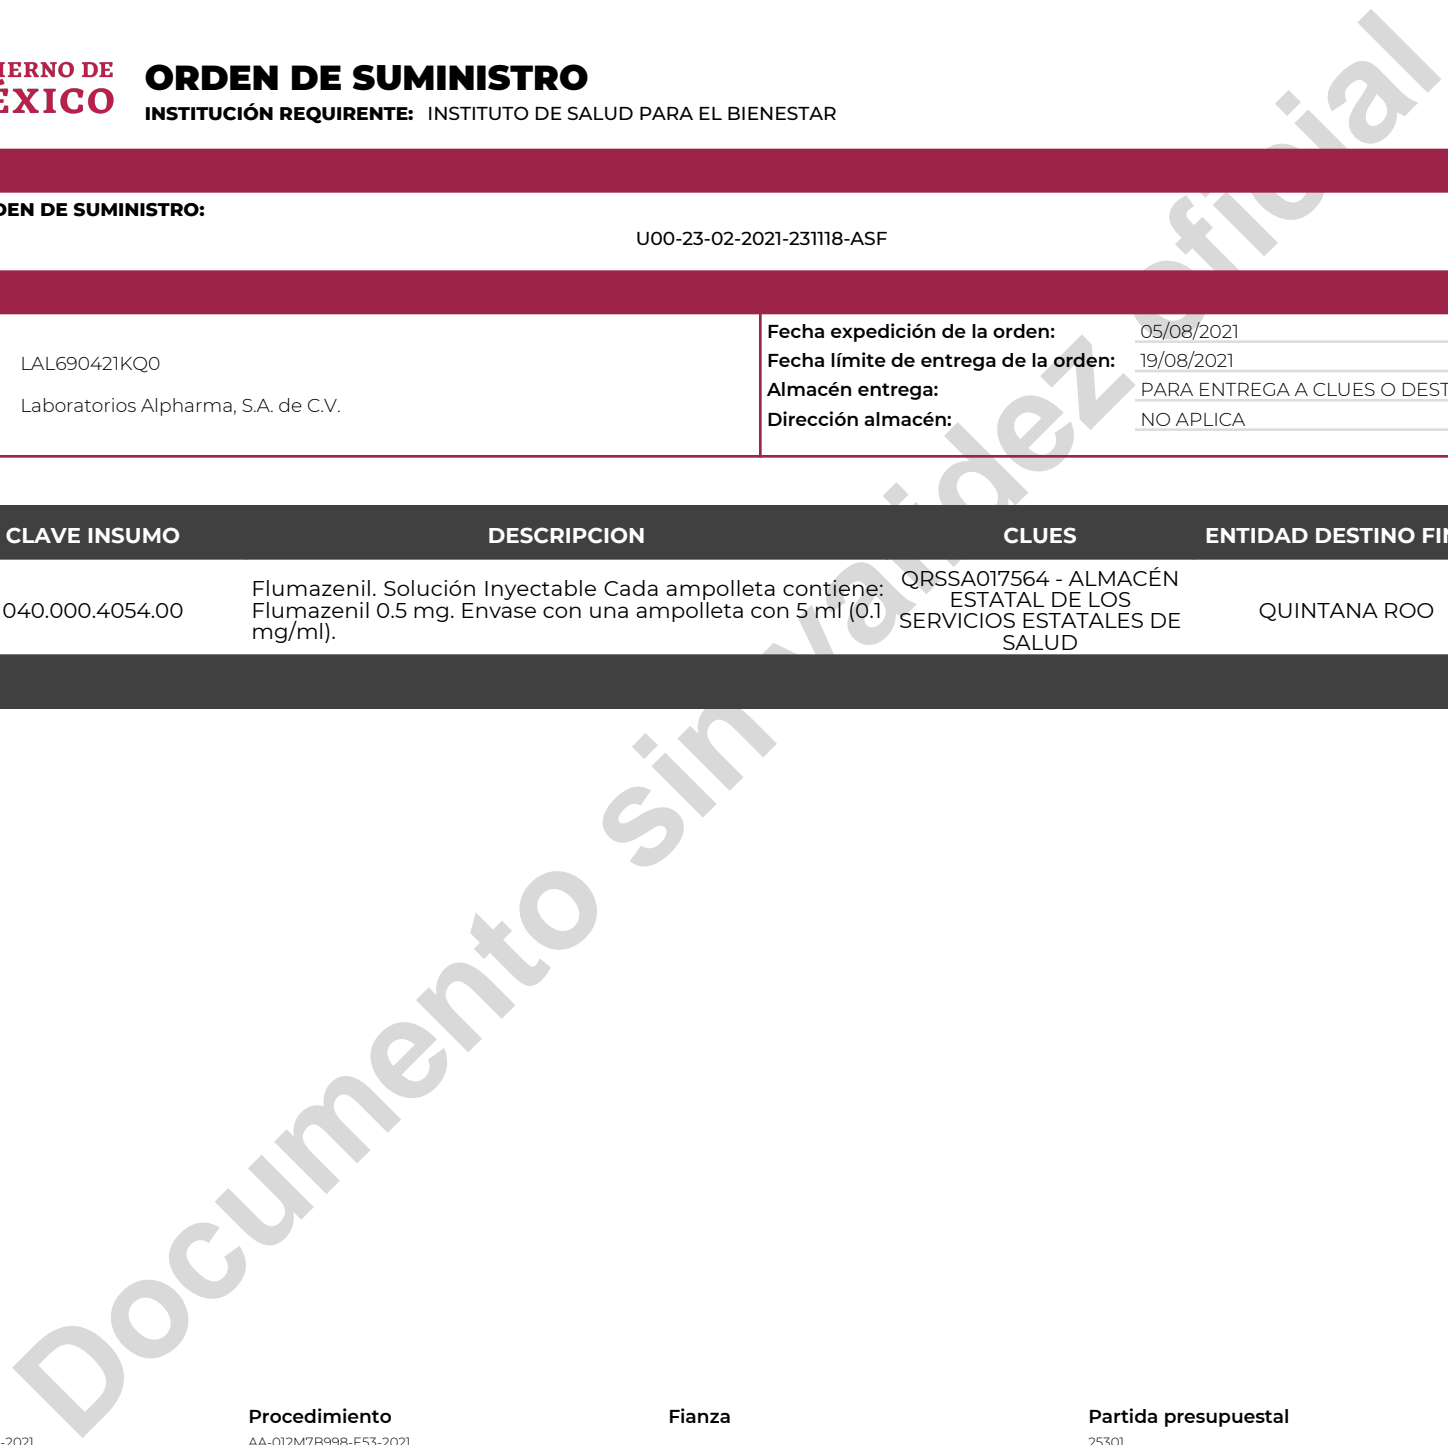 IERNO DE
ÉXICO
ORDEN DE SUMINISTRO
INSTITUCIÓN REQUIRENTE: INSTITUTO DE SALUD PARA EL BIENESTAR
DEN DE SUMINISTRO:
U00-23-02-2021-231118-ASF
LAL690421KQ0
Laboratorios Alpharma, S.A. de C.V.
Fecha expedición de la orden: 05/08/2021
Fecha límite de entrega de la orden: 19/08/2021
Almacén entrega: PARA ENTREGA A CLUES O DEST
Dirección almacén: NO APLICA
CLAVE INSUMO DESCRIPCION CLUES ENTIDAD DESTINO FIN
040.000.4054.00
Flumazenil. Solución Inyectable Cada ampolleta contiene:
Flumazenil 0.5 mg. Envase con una ampolleta con 5 ml (0.1
mg/ml).
QRSSA017564 - ALMACÉN
ESTATAL DE LOS
SERVICIOS ESTATALES DE
SALUD
QUINTANA ROO
Documento sin validez oficial
Procedimiento Fianza Partida presupuestal
-2021 AA-012M7B998-E53-2021 25301